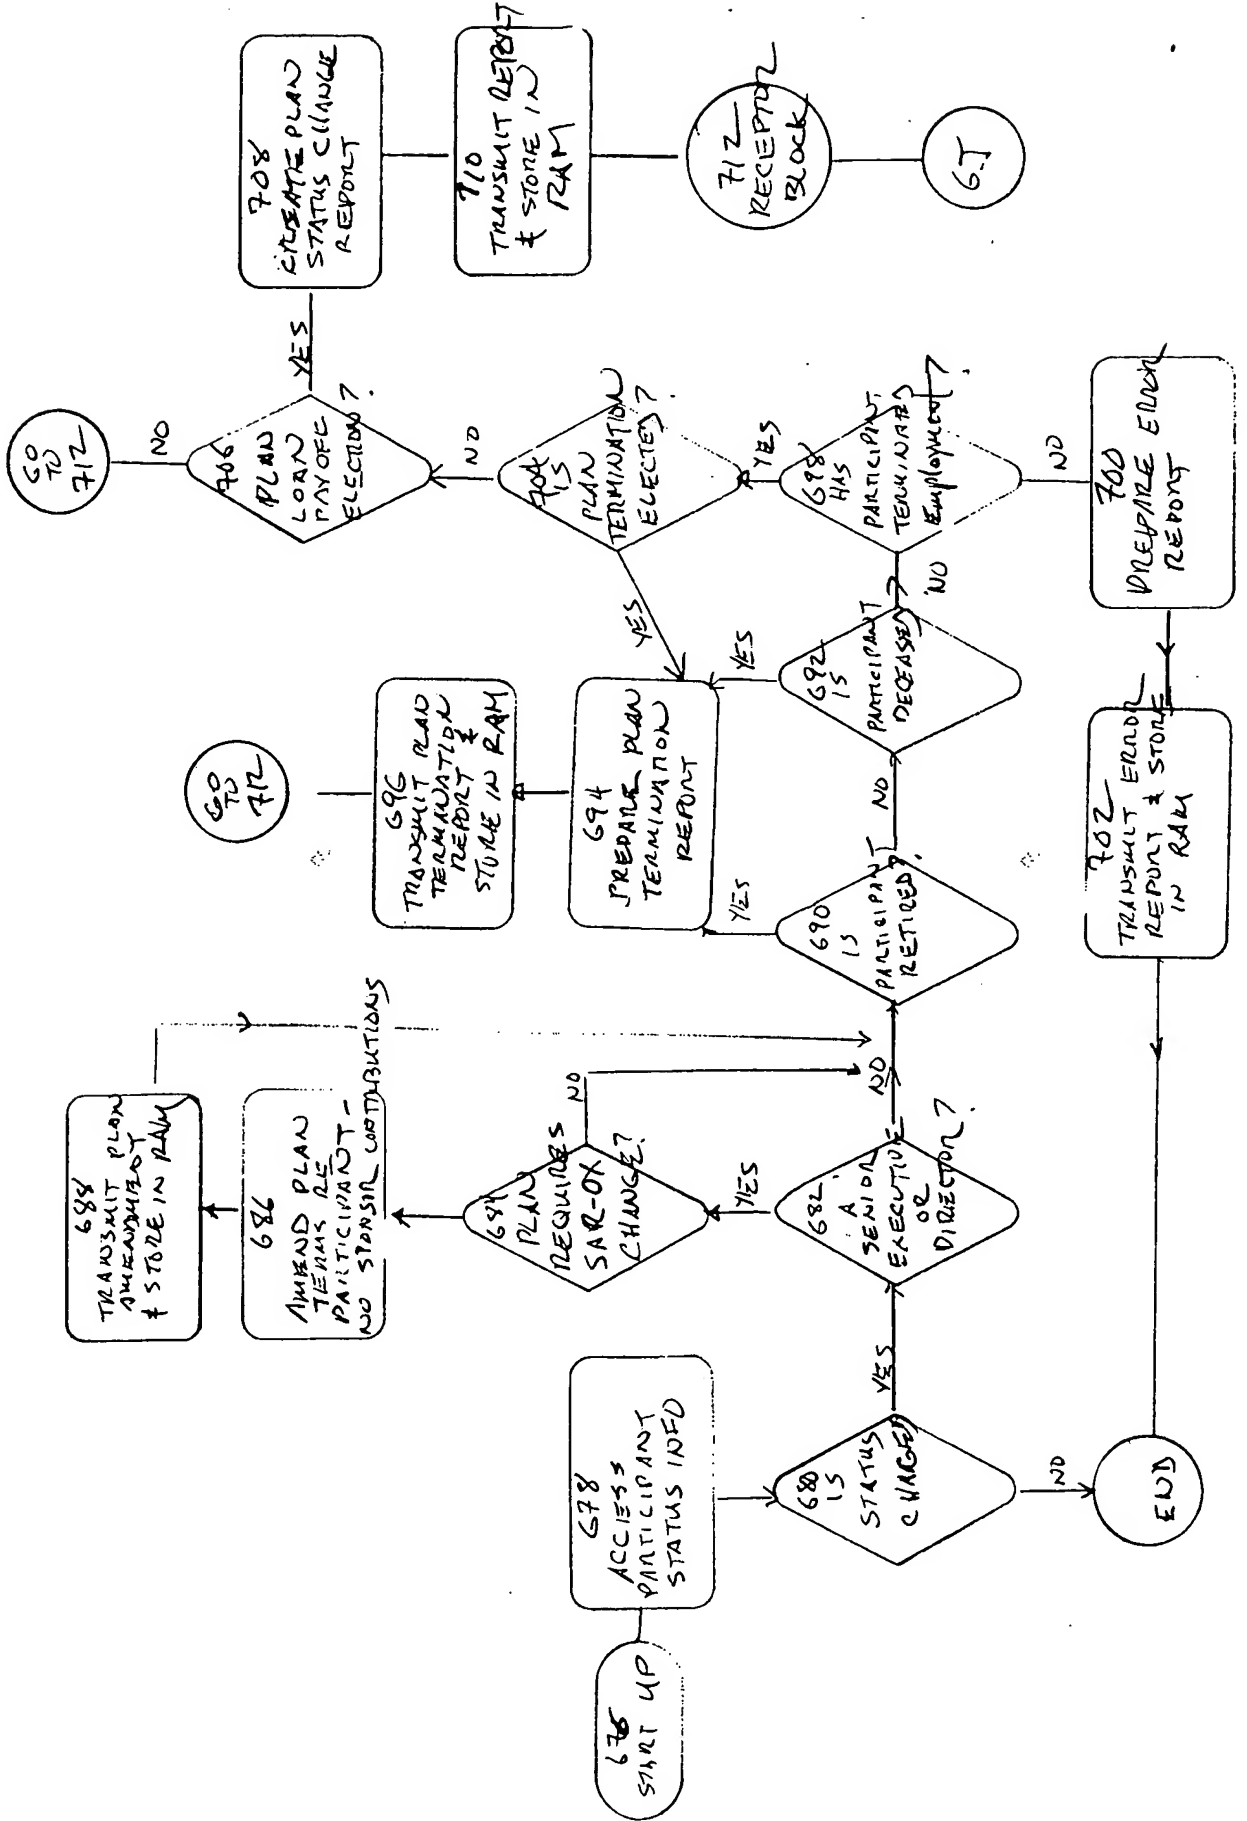 676
START UP
678
ACCESS
PARTICIPANT
STATUS INFO
680
IS
STATUS
CHANGED
YES
NO
END
682
A
SENIOR
EXECUTIVE
OR
DIRECTOR?
YES
NO
684
PLAN
REQUIRES
SAR-OX
CHANGE?
NO
686
AMEND PLAN
TERMS RE
PARTICIPANT -
NO SPONSOR CONTRIBUTIONS
688
TRANSMIT PLAN
AMENDMENT
& STORE IN RAM
690
IS
PARTICIPANT
RETIRED?
YES
NO
692
IS
PARTICIPANT
DECEASED?
YES
NO
694
PREPARE PLAN
TERMINATION
REPORT
696
TRANSMIT PLAN
TERMINATION
REPORT &
STORE IN RAM
GO
TO
712
698
HAS
PARTICIPANT
TERMINATED
Employment?
YES
NO
700
PREPARE ERROR
REPORT
702
TRANSMIT ERROR
REPORT & STORE
IN RAM
704
IS
PLAN
TERMINATION
ELECTED?
YES
NO
706
PLAN
LOAN
PAYOFF
ELECTION?
NO
GO
TO
712
YES
708
CREATE PLAN
STATUS CHANGE
REPORT
710
TRANSMIT REPORT
& STORE IN
RAM
712
RECEPTOR
BLOCK
6J